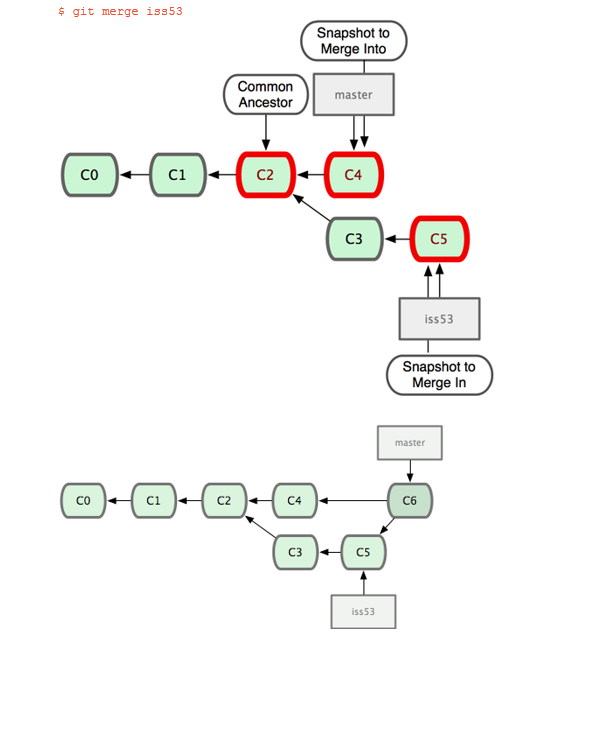 $ git merge iss53
Snapshot to
Merge Into
Common
Ancestor
master
C0
C1
C2
C4
C3
C5
iss53
Snapshot to
Merge In
master
C0
C1
C2
C4
C6
C3
C5
iss53